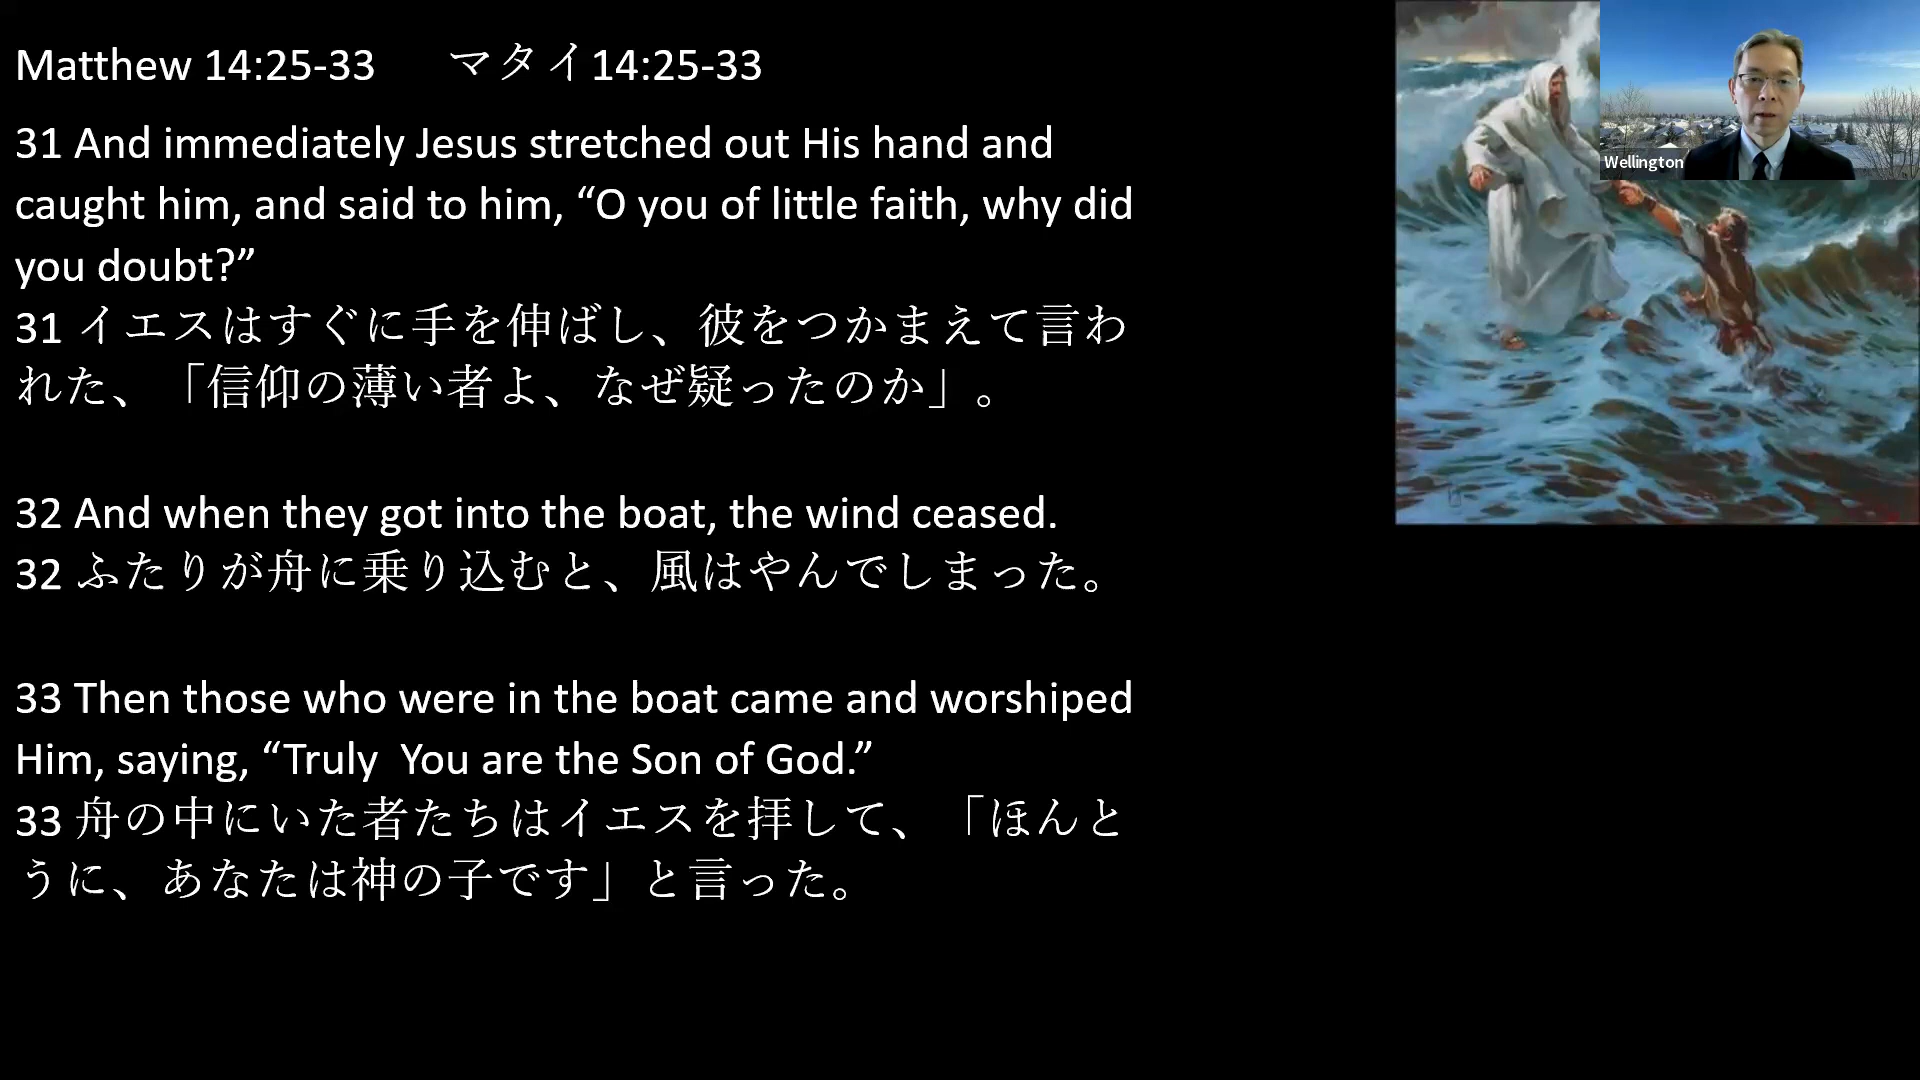 Matthew 14:25-33 マタイ14:25-33
Wellington
31 And immediately Jesus stretched out His hand and
caught him, and said to him, “O you of little faith, why did
you doubt?”
31 イエスはすぐに手を伸ばし、彼をつかまえて言わ
れた、「信仰の薄い者よ、なぜ疑ったのか」。
32 And when they got into the boat, the wind ceased.
32 ふたりが舟に乗り込むと、風はやんでしまった。
33 Then those who were in the boat came and worshiped
Him, saying, “Truly  You are the Son of God.”
33 舟の中にいた者たちはイエスを拝して、「ほんと
うに、あなたは神の子です」と言った。